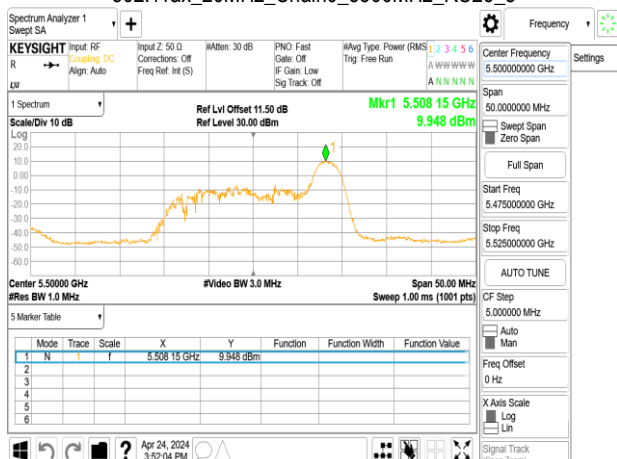 Spectrum Analyzer 1
Swept SA
+
Frequency
KEYSIGHT
Input: RF
Input Z: 50 Ω
#Atten: 30 dB
PNO: Fast
#Avg Type: Power (RMS
1 2 3 4 5 6
R
Coupling: DC
Corrections: Off
Gate: Off
Trig: Free Run
A W W W W W
Align: Auto
Freq Ref: Int (S)
IF Gain: Low
Sig Track: Off
A N N N N N
LXI
1 Spectrum
Ref Lvl Offset 11.50 dB
Mkr1 5.508 15 GHz
Scale/Div 10 dB
Ref Level 30.00 dBm
9.948 dBm
Log
20.0
10.0
0.00
-10.0
-20.0
-30.0
-40.0
-50.0
-60.0
1
Center 5.50000 GHz
#Video BW 3.0 MHz
Span 50.00 MHz
#Res BW 1.0 MHz
Sweep 1.00 ms (1001 pts)
5 Marker Table
Mode Trace Scale X Y Function Function Width Function Value
1 N 1 f 5.508 15 GHz 9.948 dBm
2
3
4
5
6
?
Apr 24, 2024
3:52:04 PM
Center Frequency
5.500000000 GHz
Settings
Span
50.0000000 MHz
Swept Span
Zero Span
Full Span
Start Freq
5.475000000 GHz
Stop Freq
5.525000000 GHz
AUTO TUNE
CF Step
5.000000 MHz
Auto
Man
Freq Offset
0 Hz
X Axis Scale
Log
Lin
Signal Track